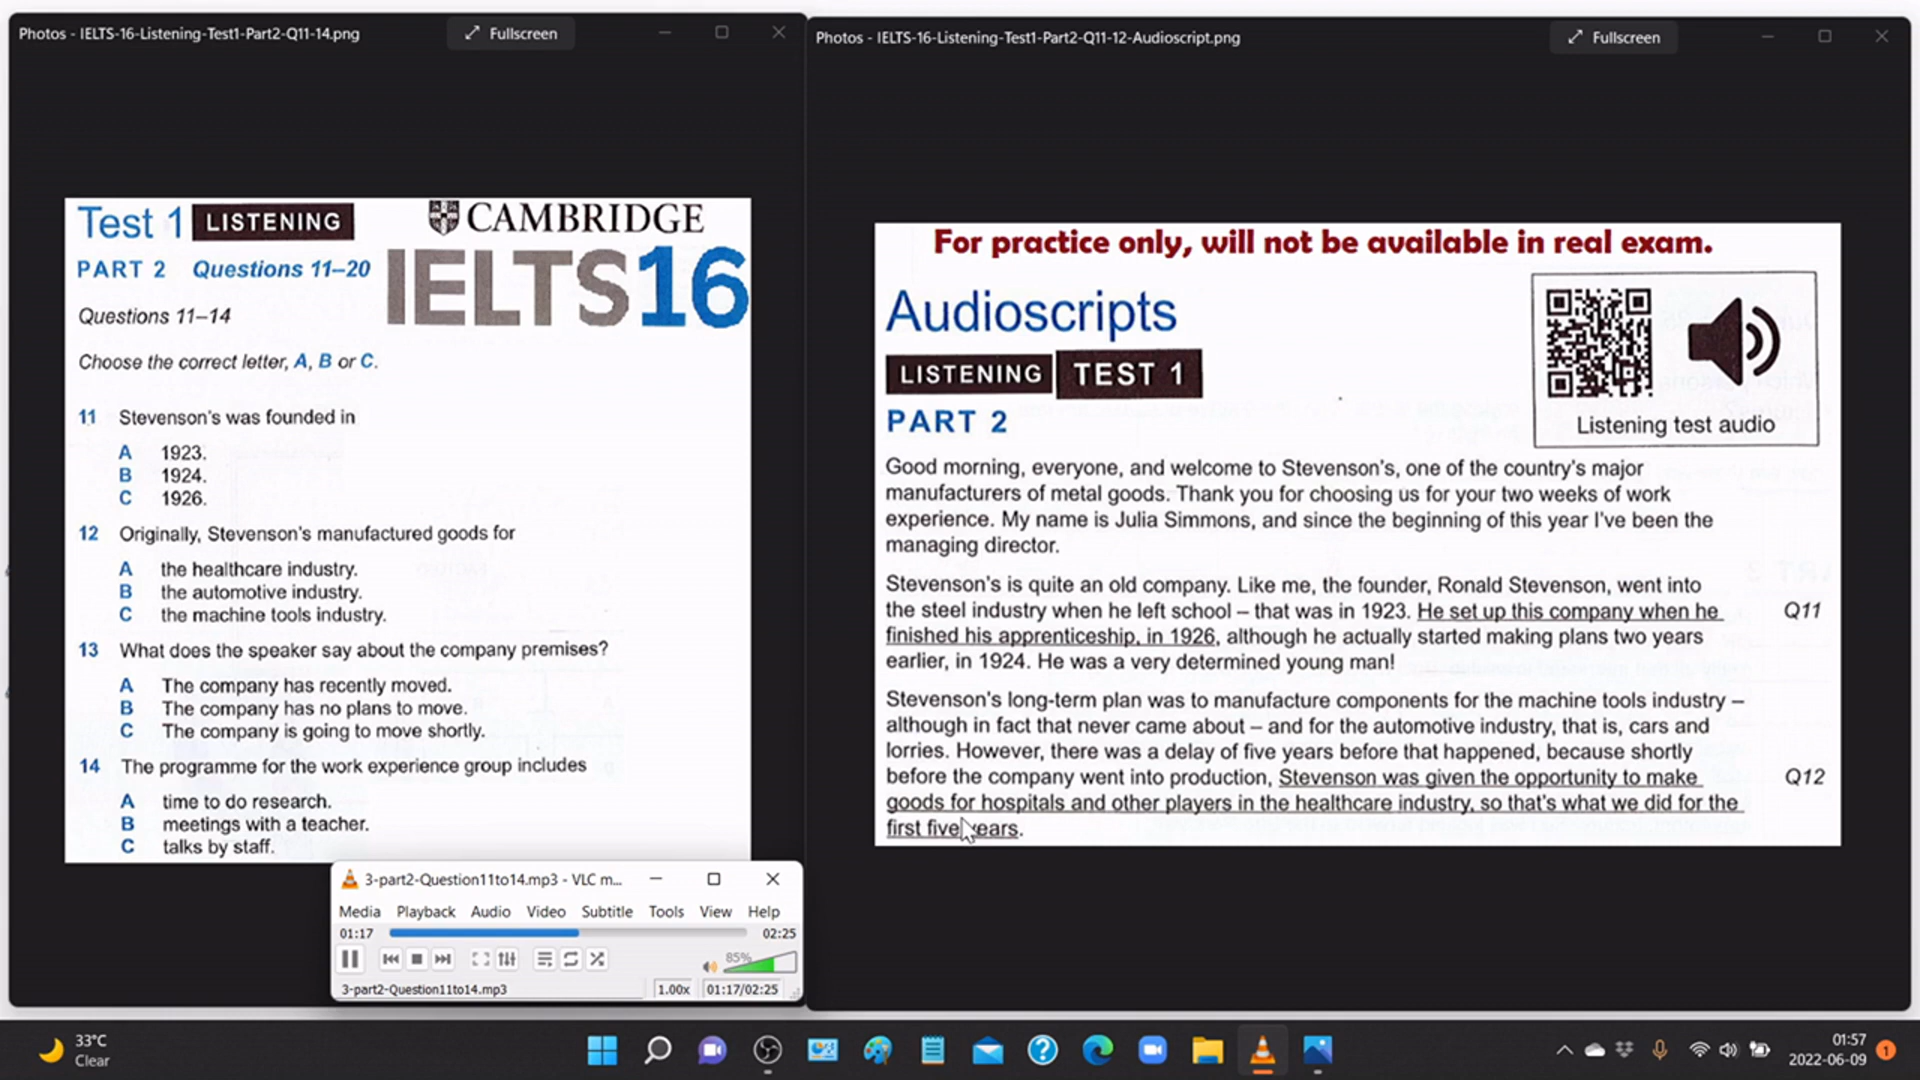 Photos - IELTS-16-Listening-Test1-Part2-Q11-14.png
Fullscreen
Test 1 LISTENING
CAMBRIDGE
IELTS16
PART 2 Questions 11–20
Questions 11–14
Choose the correct letter, A, B or C.
11 Stevenson's was founded in
A 1923.
B 1924.
C 1926.
12 Originally, Stevenson's manufactured goods for
A the healthcare industry.
B the automotive industry.
C the machine tools industry.
13 What does the speaker say about the company premises?
A The company has recently moved.
B The company has no plans to move.
C The company is going to move shortly.
14 The programme for the work experience group includes
A time to do research.
B meetings with a teacher.
C talks by staff.
Photos - IELTS-16-Listening-Test1-Part2-Q11-12-Audioscript.png
Fullscreen
For practice only, will not be available in real exam.
Audioscripts
LISTENING TEST 1
PART 2
Listening test audio
Good morning, everyone, and welcome to Stevenson's, one of the country's major
manufacturers of metal goods. Thank you for choosing us for your two weeks of work
experience. My name is Julia Simmons, and since the beginning of this year I've been the
managing director.
Stevenson's is quite an old company. Like me, the founder, Ronald Stevenson, went into
the steel industry when he left school – that was in 1923. He set up this company when he Q11
finished his apprenticeship, in 1926, although he actually started making plans two years
earlier, in 1924. He was a very determined young man!
Stevenson's long-term plan was to manufacture components for the machine tools industry –
although in fact that never came about – and for the automotive industry, that is, cars and
lorries. However, there was a delay of five years before that happened, because shortly
before the company went into production, Stevenson was given the opportunity to make Q12
goods for hospitals and other players in the healthcare industry, so that's what we did for the
first five years.
3-part2-Question11to14.mp3 - VLC m...
Media Playback Audio Video Subtitle Tools View Help
01:17 02:25
85%
3-part2-Question11to14.mp3 1.00x 01:17/02:25
33°C
Clear
01:57
2022-06-09
1